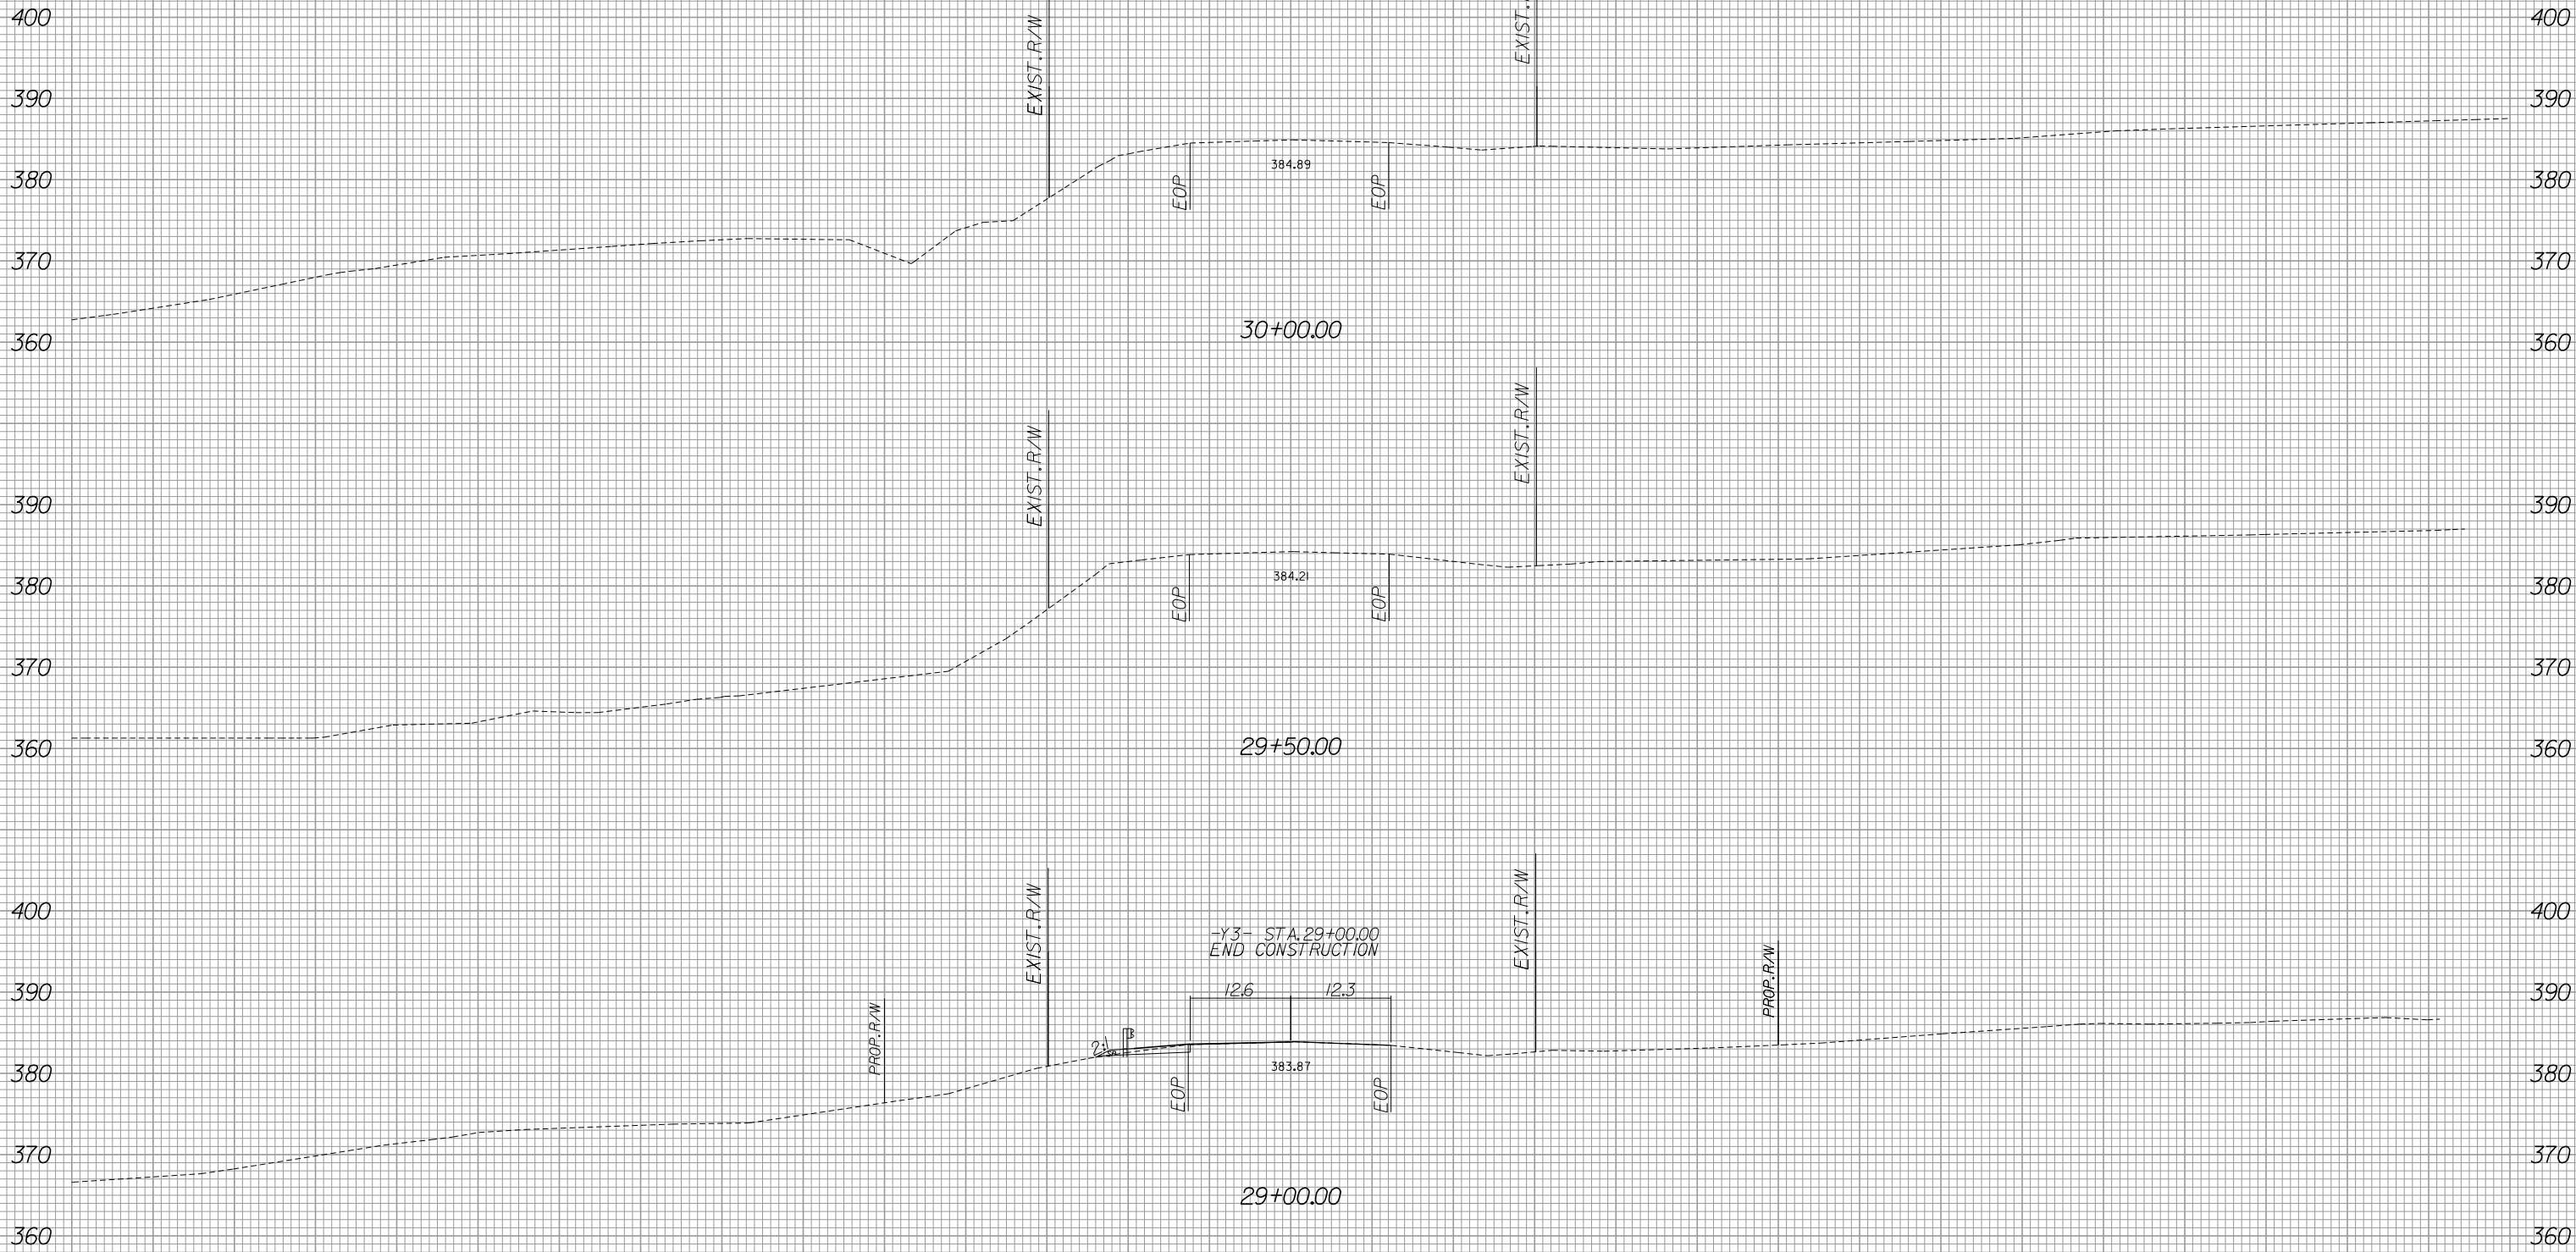 400 400
EXIST. R/W EXIST.
390 390
384.89
380 380
EOP EOP
370 370
30+00.00
360 360
EXIST. R/W EXIST. R/W
390 390
384.21
380 380
EOP EOP
370 370
29+50.00
360 360
EXIST. R/W EXIST. R/W
400 400
-Y3- STA. 29+00.00
END CONSTRUCTION
PROP. R/W PROP. R/W
390 12.6 12.3 390
2:1
383.87
380 380
EOP EOP
370 370
29+00.00
360 360